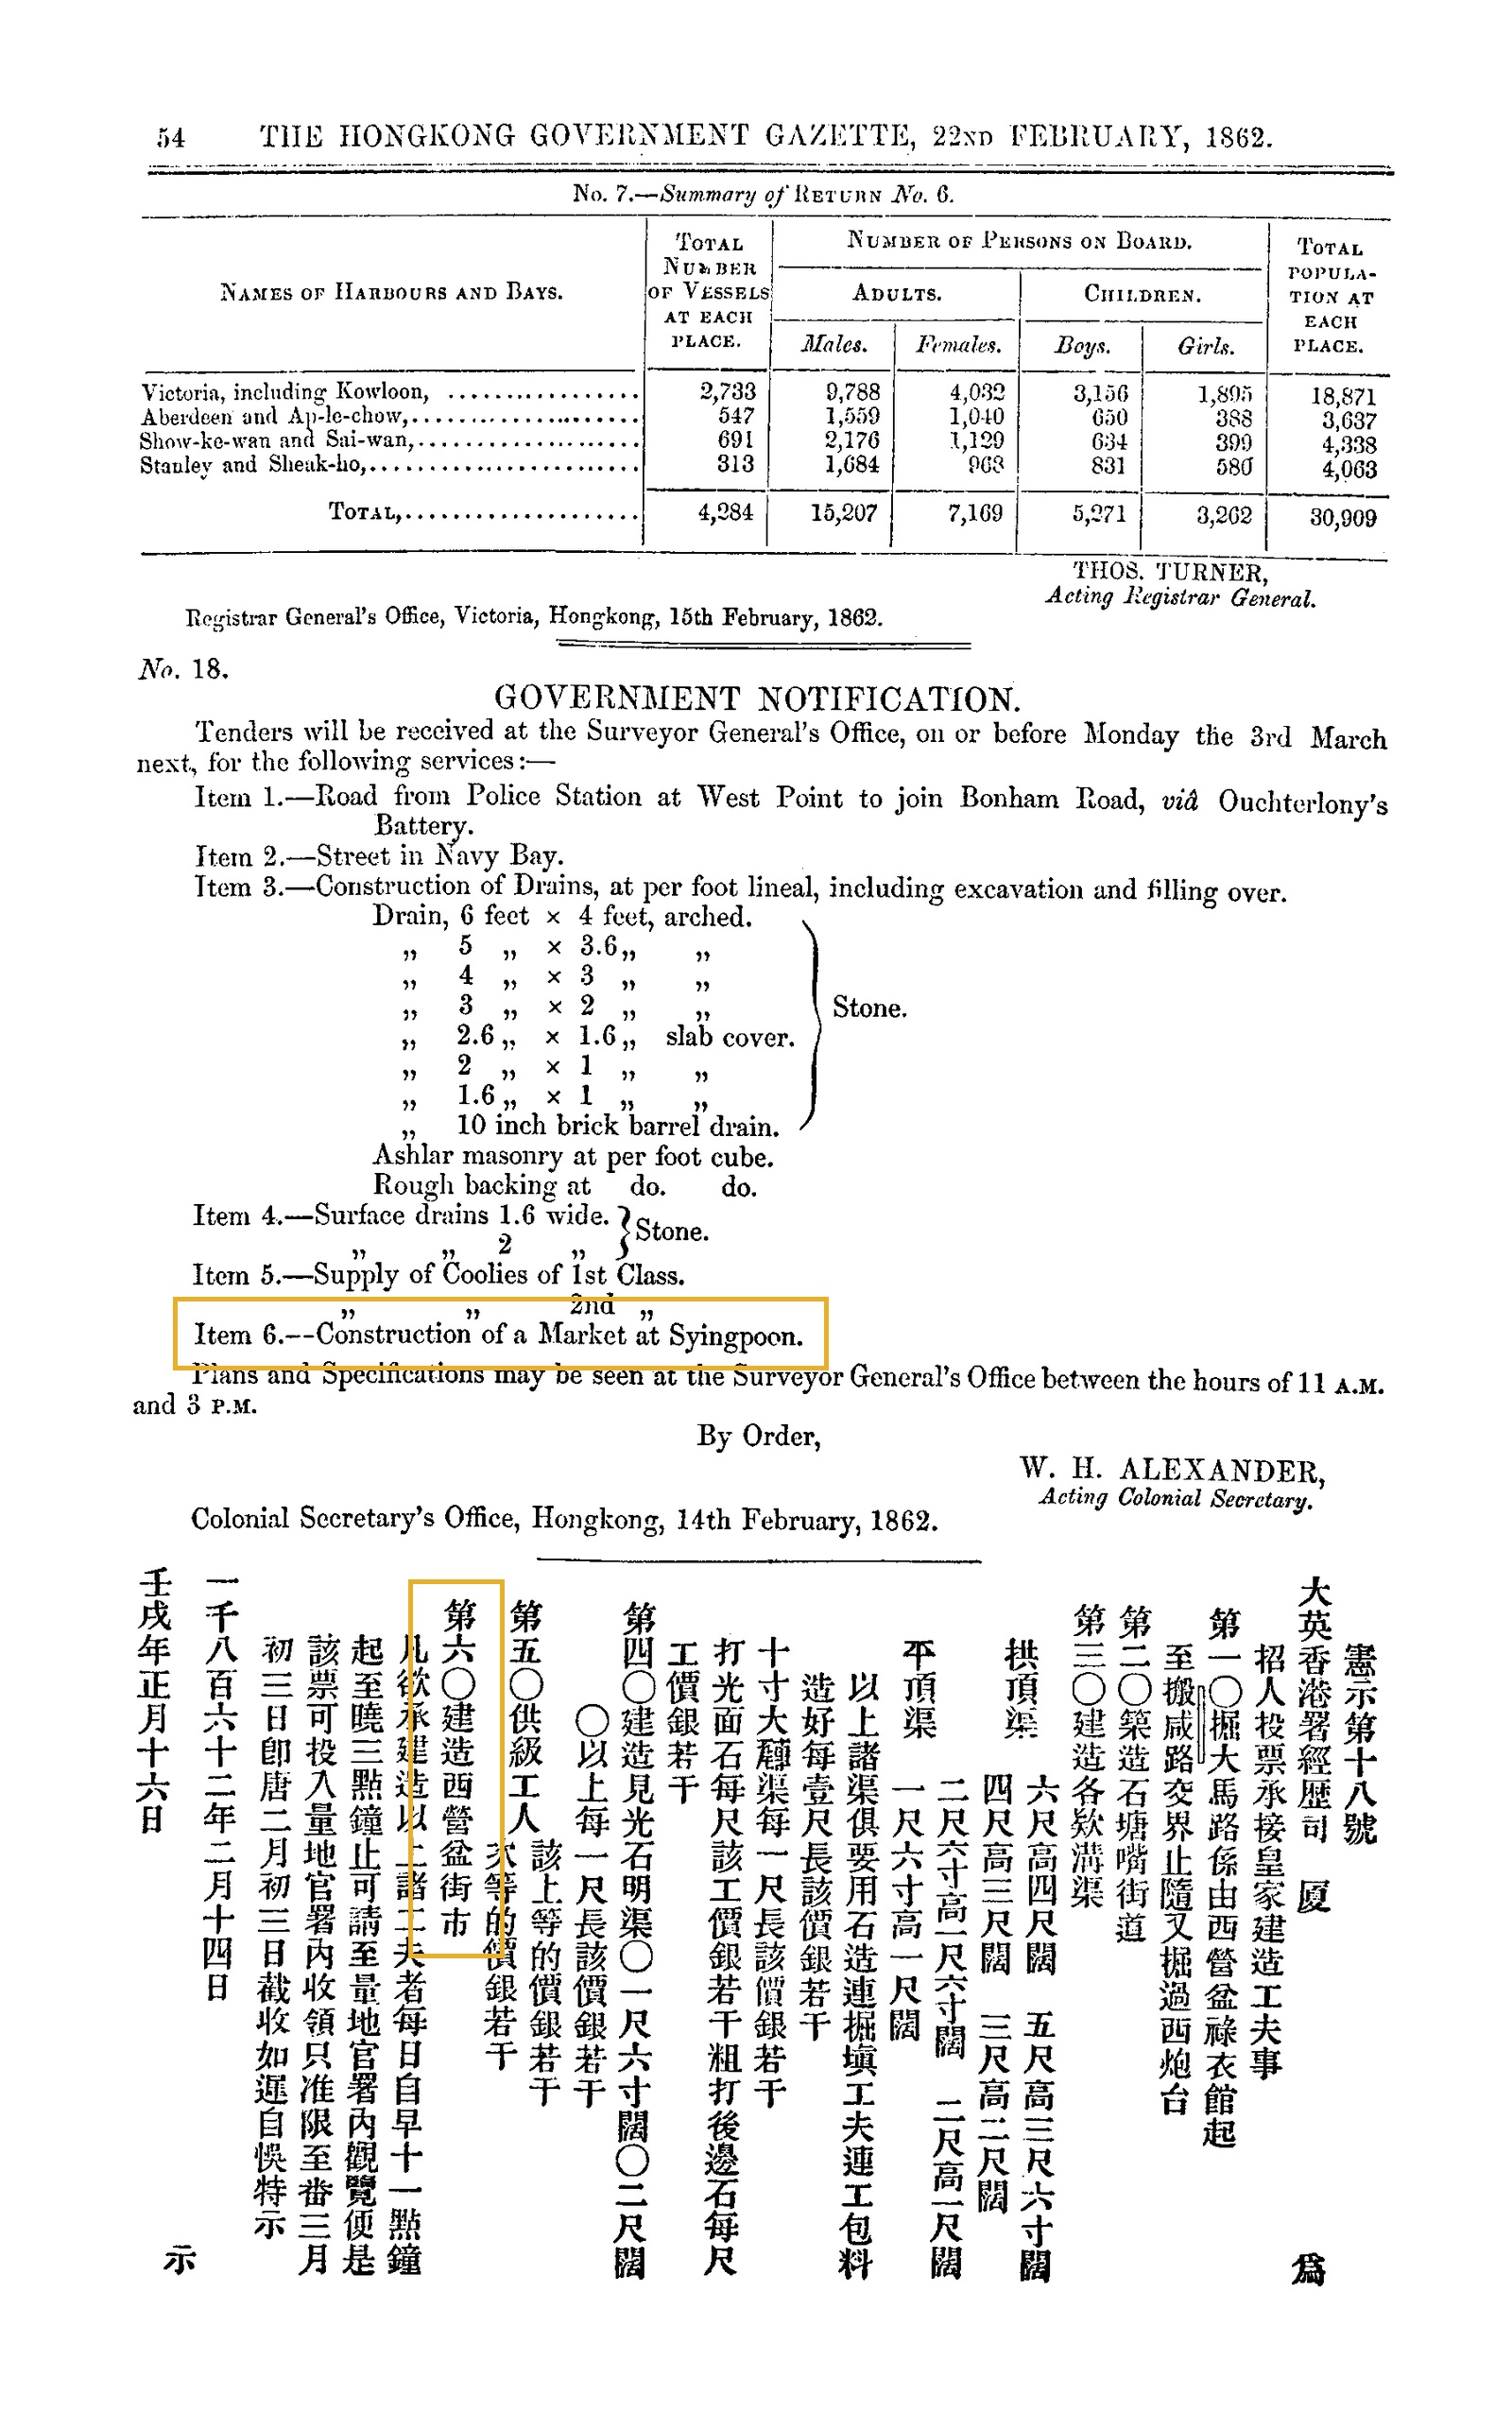 54 THE HONGKONG GOVERNMENT GAZETTE, 22ND FEBRUARY, 1862.
No. 7.—Summary of RETURN No. 6.
NAMES OF HARBOURS AND BAYS. TOTAL NUMBER OF VESSELS AT EACH PLACE. NUMBER OF PERSONS ON BOARD. TOTAL POPULATION AT EACH PLACE.
ADULTS. CHILDREN.
Males. Females. Boys. Girls.
Victoria, including Kowloon, ................ 2,733 9,788 4,032 3,156 1,895 18,871
Aberdeen and Ap-le-chow,..................... 547 1,559 1,040 650 388 3,637
Show-ke-wan and Sai-wan,.................... 691 2,176 1,129 634 399 4,338
Stanley and Sheak-ho,........................ 313 1,684 968 831 580 4,063
TOTAL,.................... 4,284 15,207 7,169 5,271 3,262 30,909
THOS. TURNER,
Acting Registrar General.
Registrar General's Office, Victoria, Hongkong, 15th February, 1862.
No. 18.
GOVERNMENT NOTIFICATION.
Tenders will be received at the Surveyor General's Office, on or before Monday the 3rd March
next, for the following services:—
Item 1.—Road from Police Station at West Point to join Bonham Road, viâ Ouchterlony's
Battery.
Item 2.—Street in Navy Bay.
Item 3.—Construction of Drains, at per foot lineal, including excavation and filling over.
Drain, 6 feet × 4 feet, arched.
„ 5 „ × 3.6 „ „
„ 4 „ × 3 „ „
„ 3 „ × 2 „ „
Stone.
„ 2.6 „ × 1.6 „ slab cover.
„ 2 „ × 1 „ „
„ 1.6 „ × 1 „ „
„ 10 inch brick barrel drain.
Ashlar masonry at per foot cube.
Rough backing at do. do.
Item 4.—Surface drains 1.6 wide. } Stone.
„ „ 2 „
Item 5.—Supply of Coolies of 1st Class.
„ „ 2nd „
Item 6.--Construction of a Market at Syingpoon.
Plans and Specifications may be seen at the Surveyor General's Office between the hours of 11 A.M.
and 3 P.M.
By Order,
W. H. ALEXANDER,
Acting Colonial Secretary.
Colonial Secretary's Office, Hongkong, 14th February, 1862.
憲示第十八號
大英香港署經歷司 厦 爲
招人投票承接皇家建造工夫事
第一〇掘大馬路係由西營盆祿衣館起
至搬咸路交界止隨又掘過西炮台
第二〇築造石塘嘴街道
第三〇建造各欵溝渠
拱頂渠 六尺高四尺闊 五尺高三尺六寸闊
四尺高三尺闊 三尺高二尺闊
平頂渠 二尺六寸高一尺六寸闊 二尺高一尺闊
一尺六寸高一尺闊
以上諸渠俱要用石造連掘塡工夫連工包料
造好每壹尺長該價銀若干
十寸大渠每一尺長該價銀若干
打光面石每尺該工價銀若干粗打後邊石每尺
工價銀若干
第四〇建造見光石明渠〇一尺六寸闊〇二尺闊
〇以上每一尺長該價銀若干
第五〇供級工人 該上等的價銀若干
次等的價銀若干
第六〇建造西營盆街市
凡欲承建造以上諸工夫者每日自早十一點鐘
起至曉三點鐘止可請至量地官署內觀覽便是
該票可投入量地官署內收領只准限至番三月
初三日卽唐二月初三日截收如遲自悞特示
一千八百六十二年二月十四日
壬戌年正月十六日 示